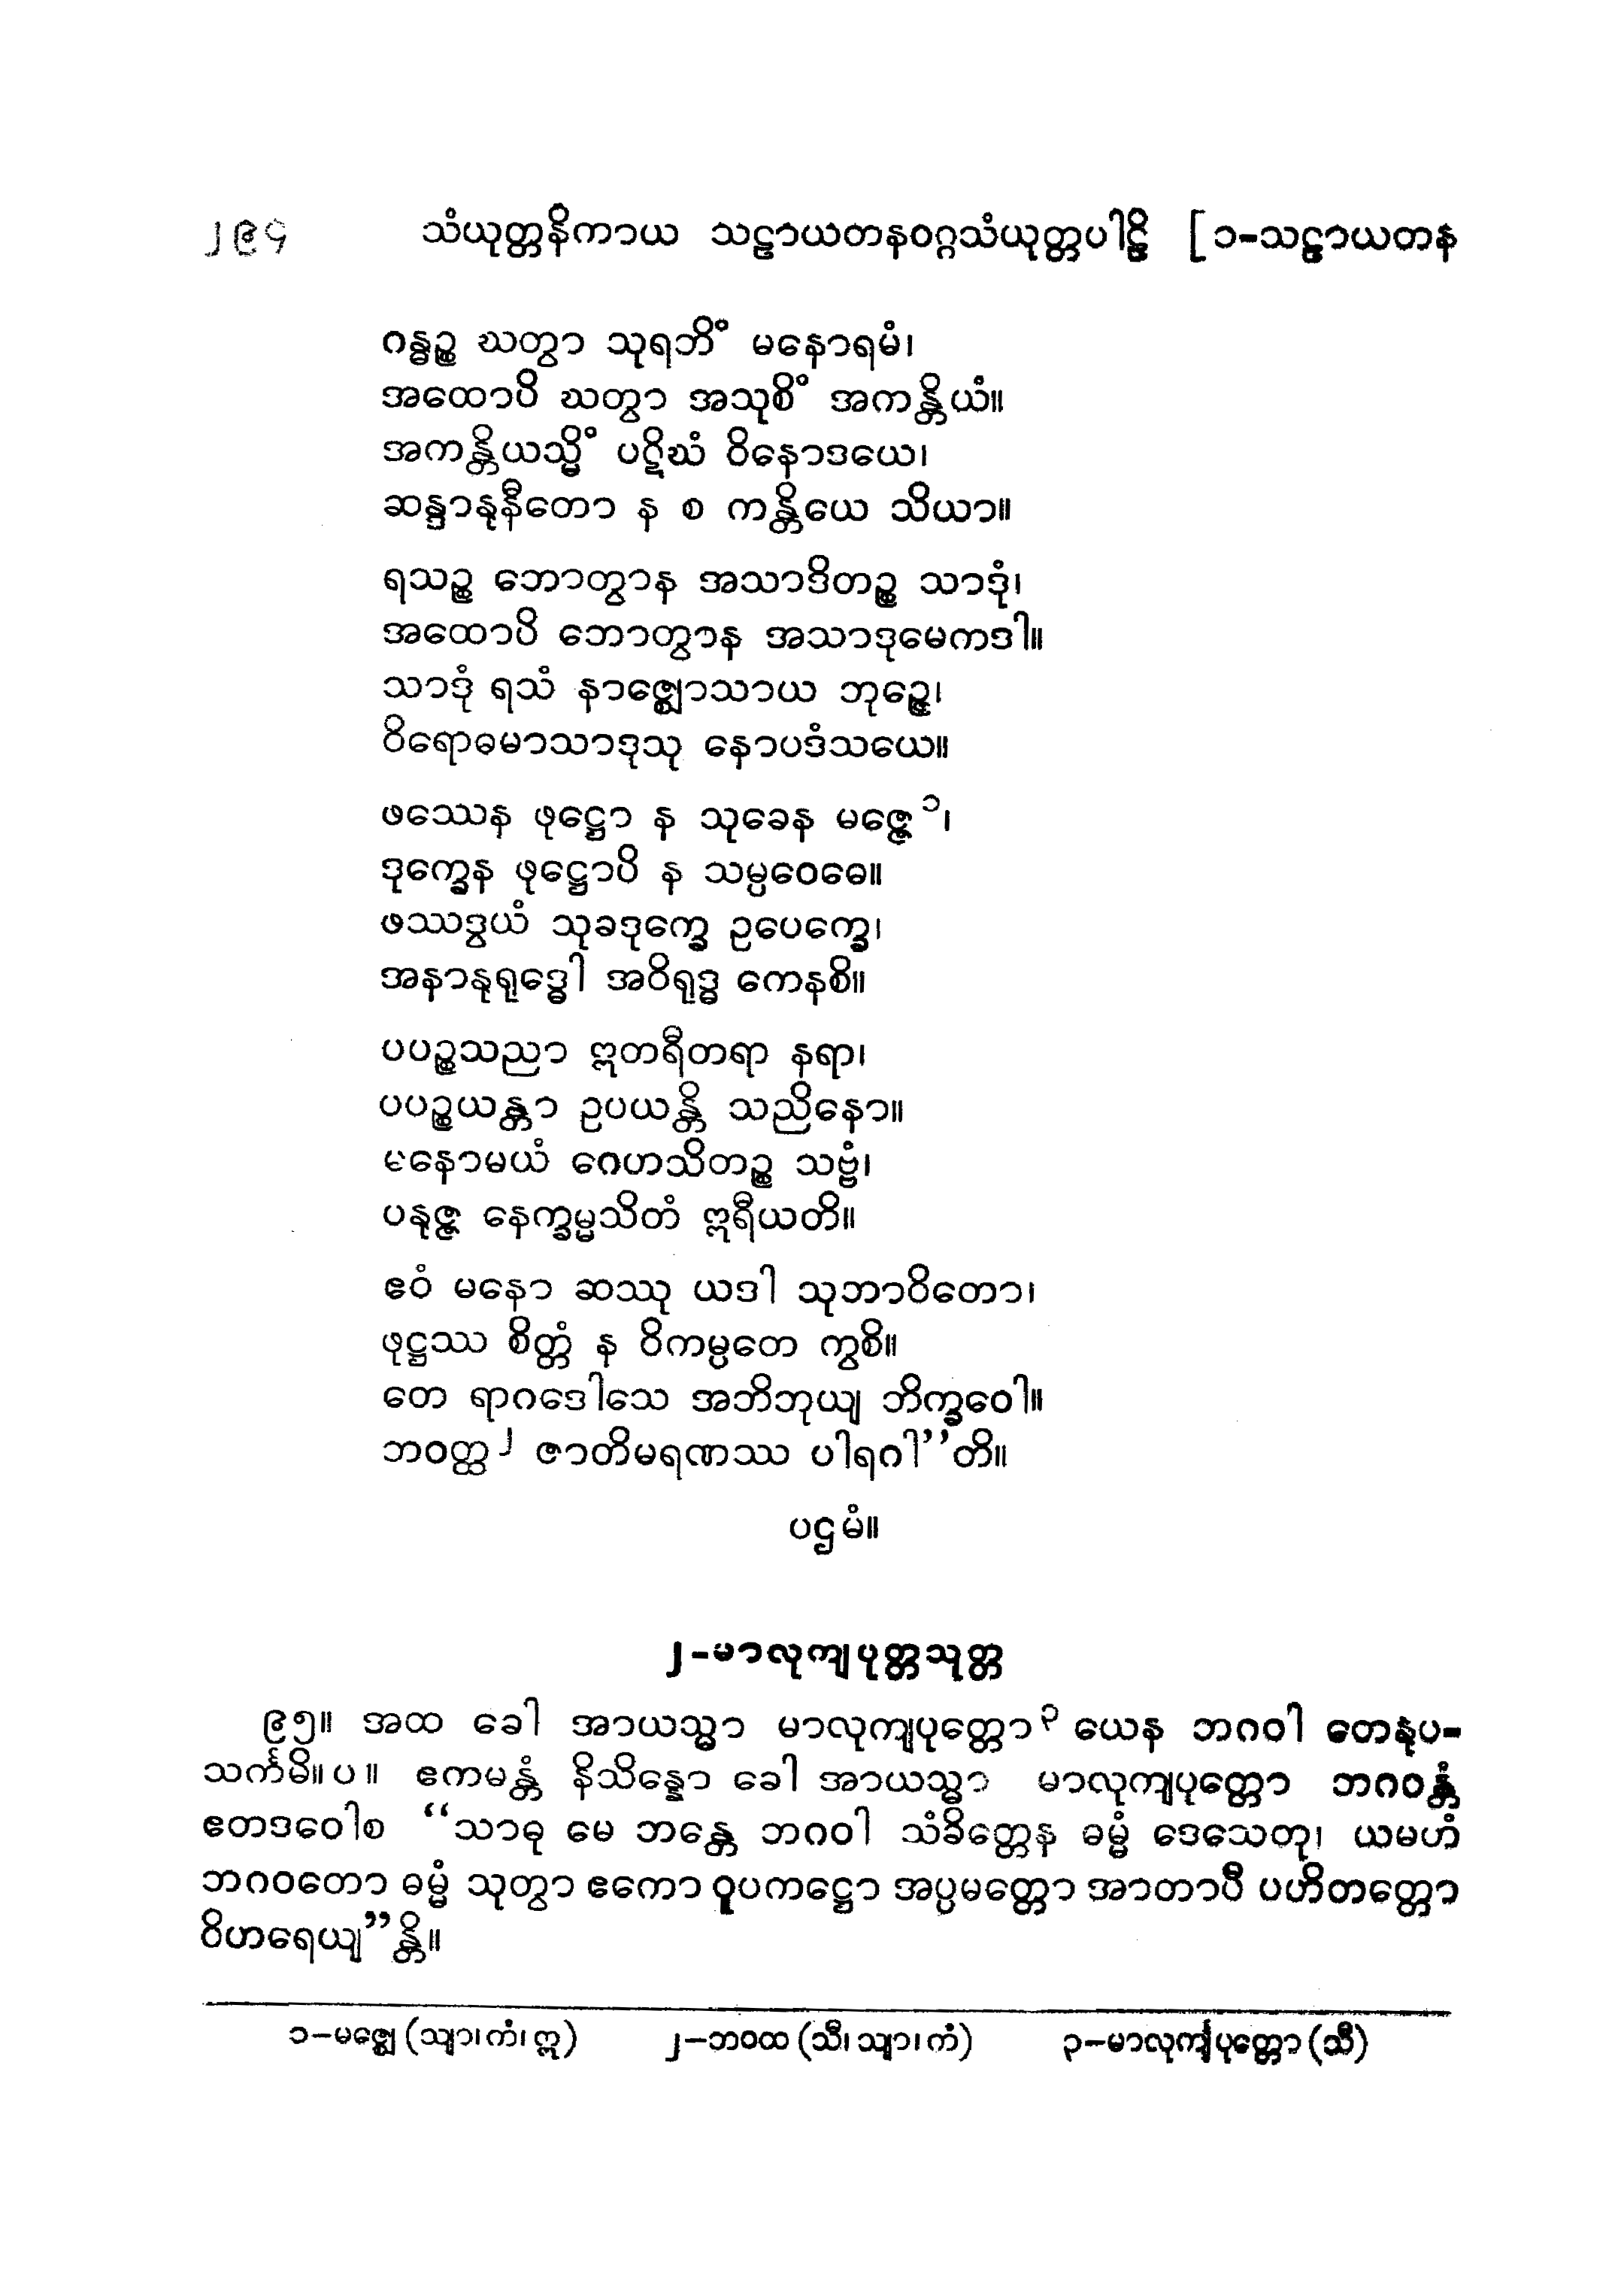 ၂၉၄ သံယုတ္တနိကာယ သဠာယတနဝဂ္ဂသံယုတ္တပါဠိ [၁-သဠာယတန
ဂန္ဓဉ္စ ဃတွာ သုရဘိံ မနောရမံ၊
အထောပိ ဃတွာ အသုစိံ အကန္တိယံ။
အကန္တိယသ္မိံ ပဋိဃံ ဝိနောဒယေ၊
ဆန္ဒာနုနီတော န စ ကန္တိယေ သိယာ။
ရသဉ္စ ဘောတွာန အသာဒိတဉ္စ သာဒုံ၊
အထောပိ ဘောတွာန အသာဒုမေကဒါ။
သာဒုံ ရသံ နာဇ္ဈောသာယ ဘုဉ္ဇေ၊
ဝိရောဓမာသာဒုသု နောပဒံသယေ။
ဖဿေန ဖုဋ္ဌော န သုခေန မဇ္ဇေ၁၊
ဒုက္ခေန ဖုဋ္ဌောပိ န သမ္ပဝေဓေ။
ဖဿဒွယံ သုခဒုက္ခေ ဥပေက္ခေ၊
အနာနုရုဒ္ဓေါ အဝိရုဒ္ဓ ကေနစိ။
ပပဉ္စသညာ ဣတရီတရာ နရာ၊
ပပဉ္စယန္တာ ဥပယန္တိ သညိနော။
မနောမယံ ဂေဟသိတဉ္စ သဗ္ဗံ၊
ပနုဇ္ဇ နေက္ခမ္မသိတံ ဣရီယတိ။
ဧဝံ မနော ဆဿု ယဒါ သုဘာဝိတော၊
ဖုဋ္ဌဿ စိတ္တံ န ဝိကမ္ပတေ ကွစိ။
တေ ရာဂဒေါသေ အဘိဘုယျ ဘိက္ခဝေါ။
ဘဝတ္ထ၂ ဇာတိမရဏဿ ပါရဂါ’’တိ။
ပဌမံ။
၂-မာလုကျပုတ္တသုတ္တ
၉၅။ အထ ခေါ အာယသ္မာ မာလုကျပုတ္တော၃ ယေန ဘဂဝါ တေနုပ-
သင်္ကမိ။ပ။ ဧကမန္တံ နိသိန္နော ခေါ အာယသ္မာ မာလုကျပုတ္တော ဘဂဝန္တံ
ဧတဒဝေါစ ‘‘သာဓု မေ ဘန္တေ ဘဂဝါ သံခိတ္တေန ဓမ္မံ ဒေသေတု၊ ယမဟံ
ဘဂဝတော ဓမ္မံ သုတွာ ဧကော ဝူပကဋ္ဌော အပ္ပမတ္တော အာတာပီ ပဟိတတ္တော
ဝိဟရေယျ’’န္တိ။
၁-မဇ္ဈေ (သျာ၊ကံ၊ဣ) ၂-ဘဝထ (သီ၊သျာ၊ကံ) ၃-မာလုင်္ကျပုတ္တော (သီ)